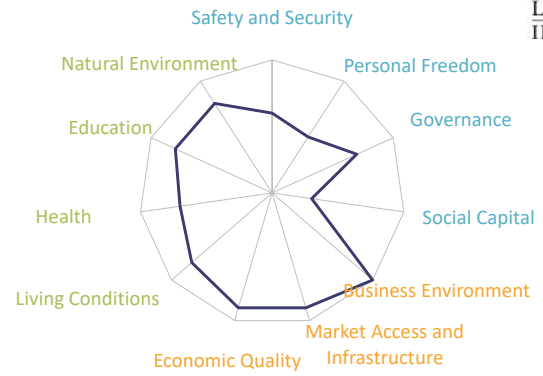 Safety and Security
Natural Environment
Personal Freedom
Education
Governance
Health
Social Capital
Living Conditions
Business Environment
Economic Quality
Market Access and
Infrastructure